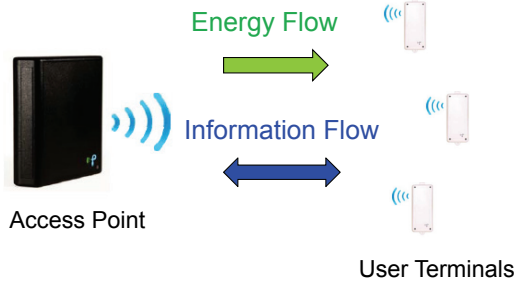 Energy Flow
Information Flow
Access Point
User Terminals